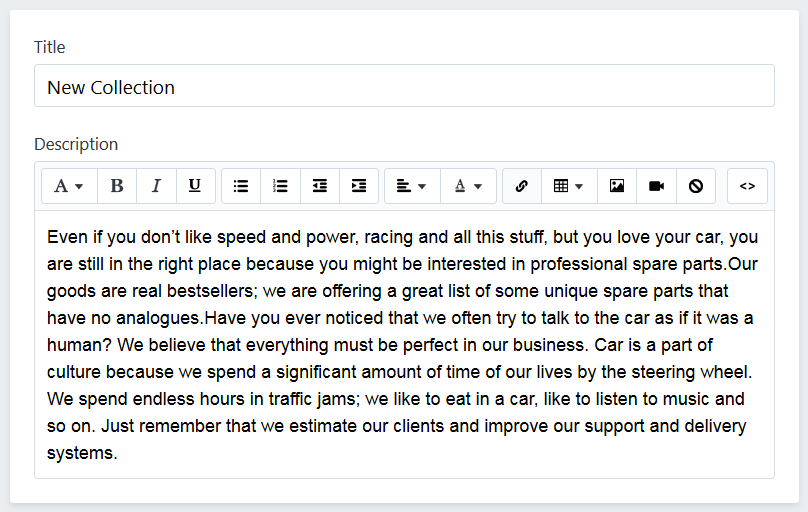 Title
New Collection
Description
A B I U A <>
Even if you don’t like speed and power, racing and all this stuff, but you love your car, you
are still in the right place because you might be interested in professional spare parts.Our
goods are real bestsellers; we are offering a great list of some unique spare parts that
have no analogues.Have you ever noticed that we often try to talk to the car as if it was a
human? We believe that everything must be perfect in our business. Car is a part of
culture because we spend a significant amount of time of our lives by the steering wheel.
We spend endless hours in traffic jams; we like to eat in a car, like to listen to music and
so on. Just remember that we estimate our clients and improve our support and delivery
systems.